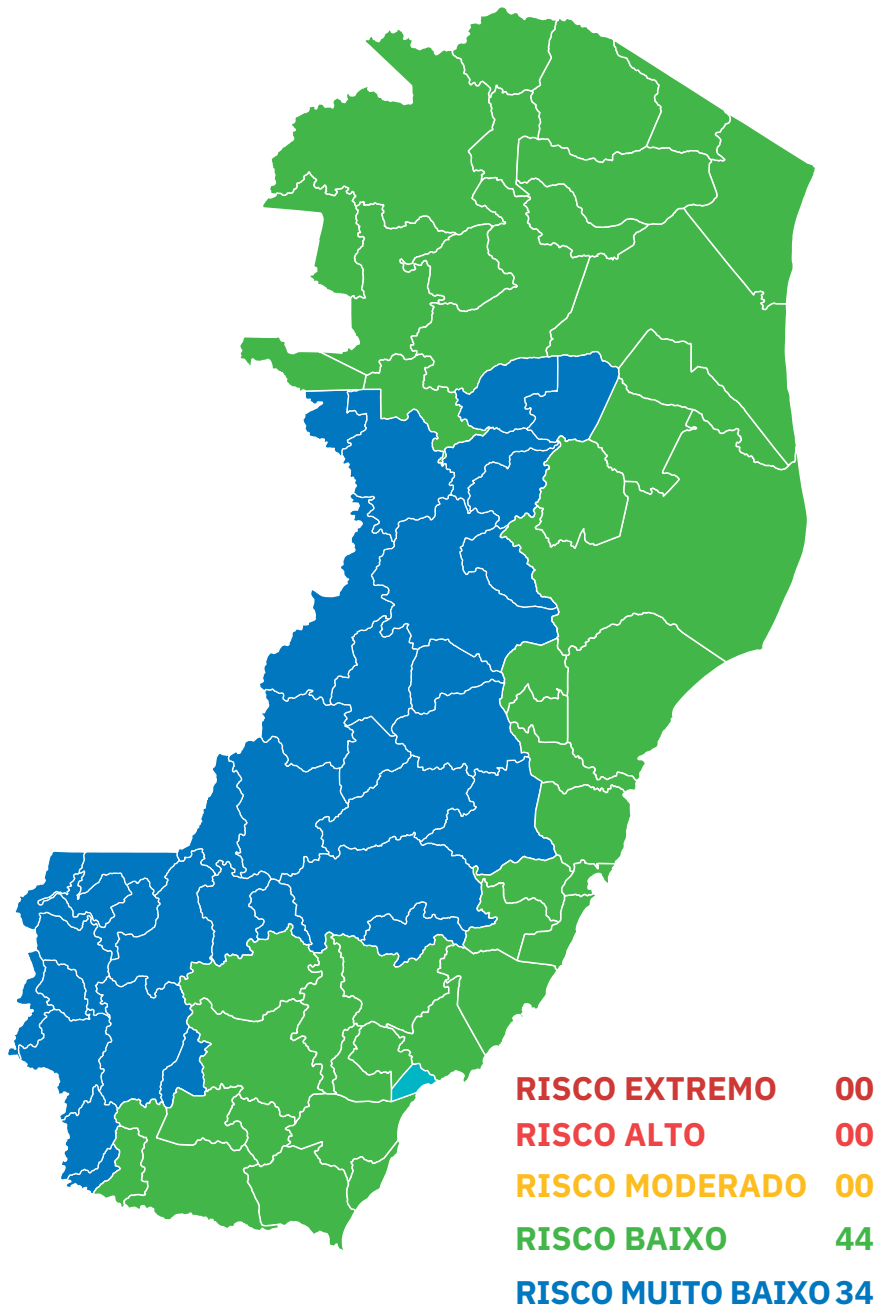 RISCO EXTREMO 00
RISCO ALTO 00
RISCO MODERADO 00
RISCO BAIXO 44
RISCO MUITO BAIXO 34